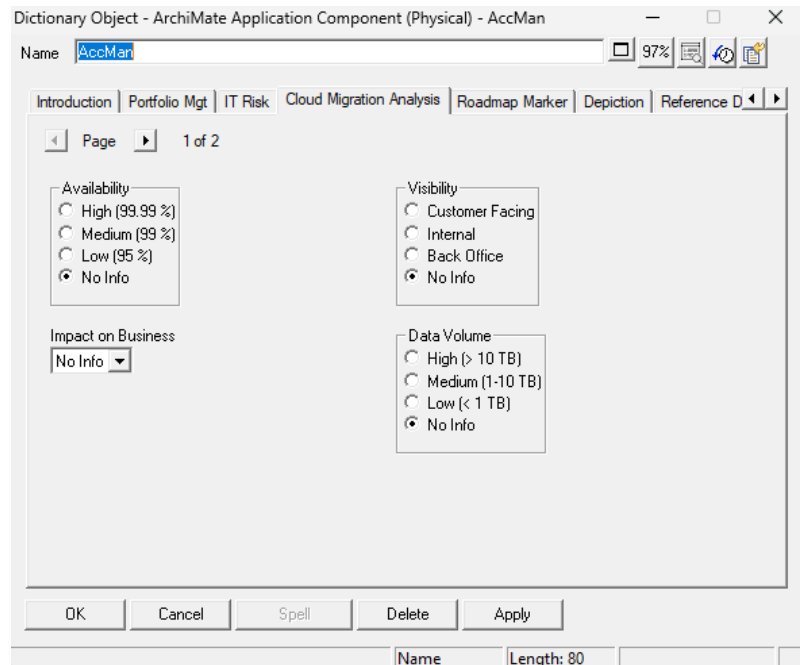 Dictionary Object - ArchiMate Application Component (Physical) - AccMan
Name AccMan 97%
Introduction Portfolio Mgt IT Risk Cloud Migration Analysis Roadmap Marker Depiction Reference D
Page 1 of 2
Availability
High (99.99 %)
Medium (99 %)
Low (95 %)
No Info
Visibility
Customer Facing
Internal
Back Office
No Info
Impact on Business
No Info
Data Volume
High (> 10 TB)
Medium (1-10 TB)
Low (< 1 TB)
No Info
OK Cancel Spell Delete Apply
Name Length: 80